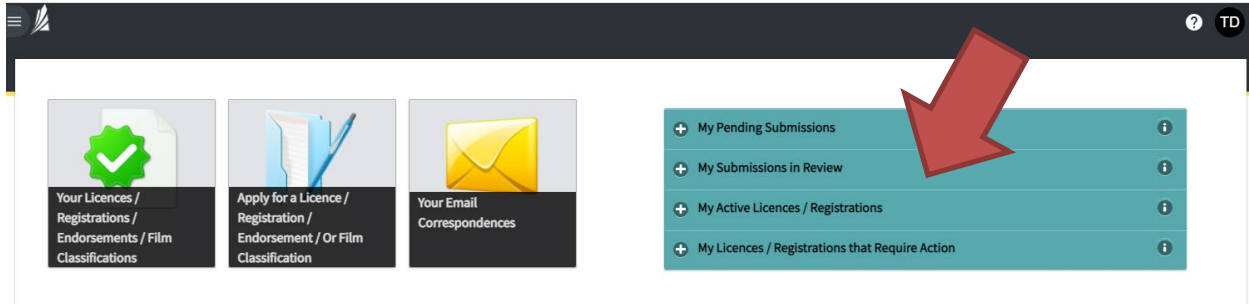 TD
Your Licences /
Registrations /
Endorsements / Film
Classifications
Apply for a Licence /
Registration /
Endorsement / Or Film
Classification
Your Email
Correspondences
My Pending Submissions
My Submissions in Review
My Active Licences / Registrations
My Licences / Registrations that Require Action